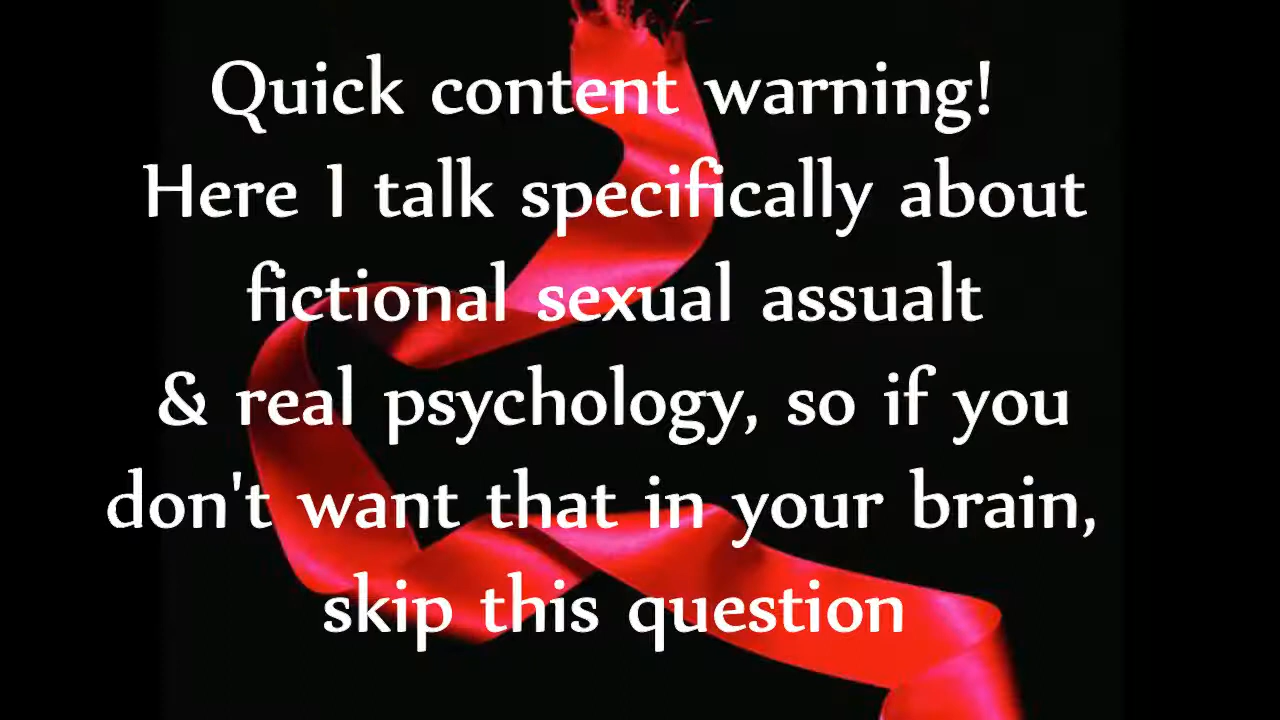 Quick content warning!
Here I talk specifically about
fictional sexual assualt
& real psychology, so if you
don't want that in your brain,
skip this question